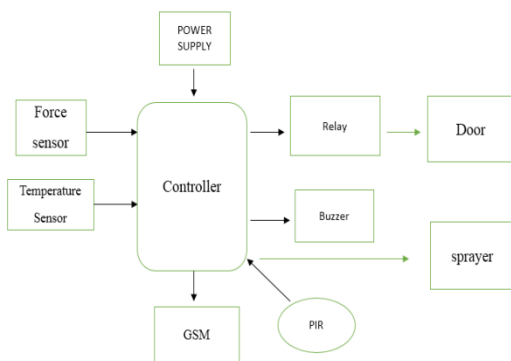 POWER
SUPPLY
Force
sensor
Relay
Door
Temperature
Sensor
Controller
Buzzer
sprayer
GSM
PIR